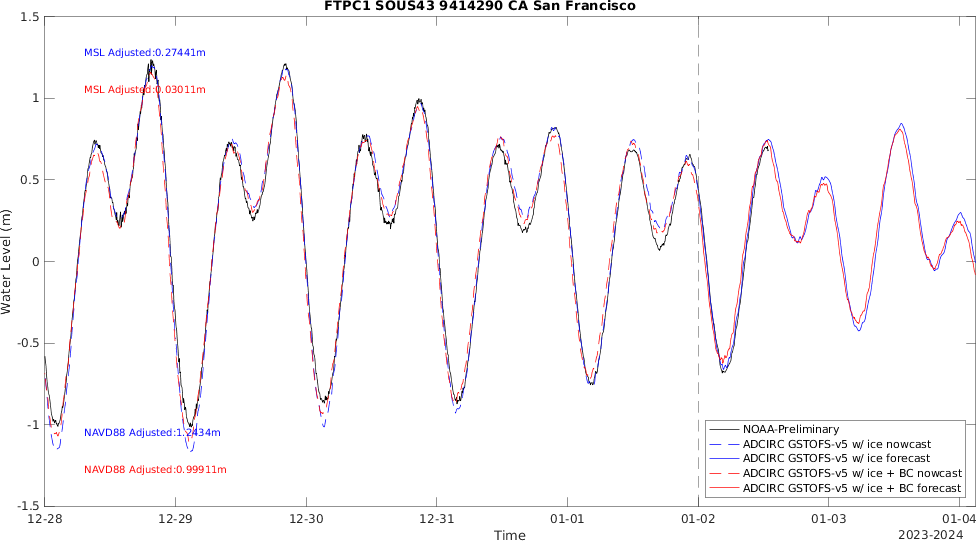 FTPC1 SOUS43 9414290 CA San Francisco
1.5
1
0.5
0
-0.5
-1
-1.5
Water Level (m)
MSL Adjusted:0.27441m
MSL Adjusted:0.03011m
NAVD88 Adjusted:1.2434m
NAVD88 Adjusted:0.99911m
NOAA-Preliminary
ADCIRC GSTOFS-v5 w/ ice nowcast
ADCIRC GSTOFS-v5 w/ ice forecast
ADCIRC GSTOFS-v5 w/ ice + BC nowcast
ADCIRC GSTOFS-v5 w/ ice + BC forecast
12-28 12-29 12-30 12-31 01-01 01-02 01-03 01-04
Time
2023-2024